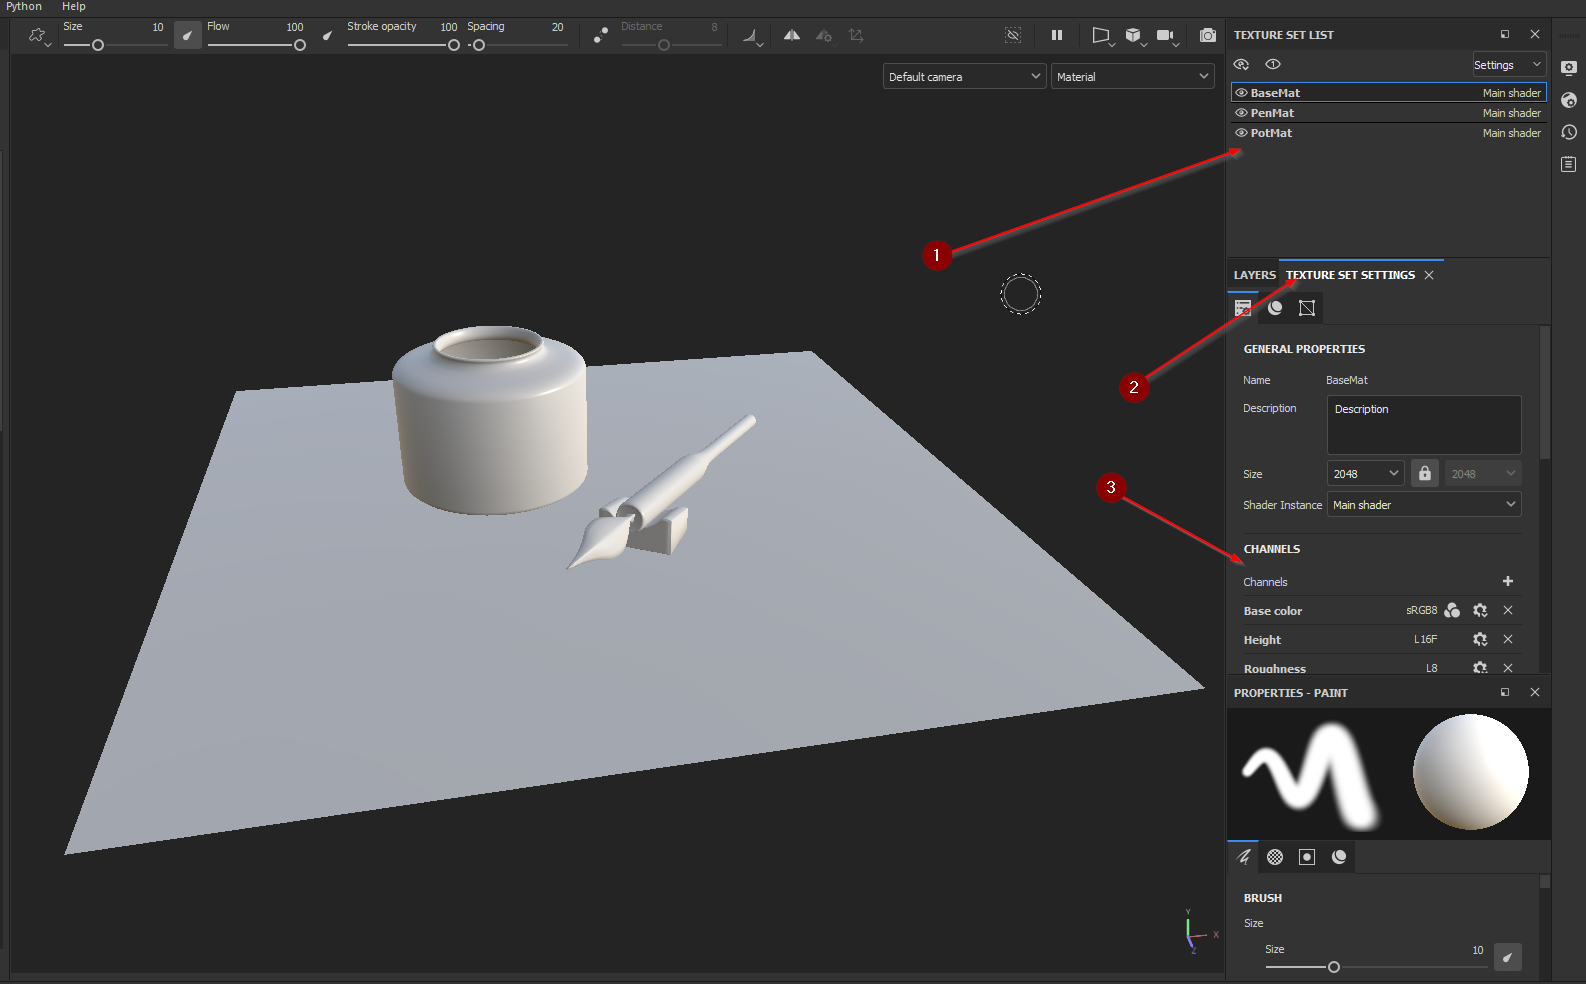 Python Help
Size 10 Flow 100 Stroke opacity 100 Spacing 20 Distance 8
Default camera Material
TEXTURE SET LIST
1 Settings
BaseMat Main shader
PenMat Main shader
PotMat Main shader
1
LAYERS TEXTURE SET SETTINGS
2
GENERAL PROPERTIES
Name BaseMat
Description Description
Size 2048 2048
3
Shader Instance Main shader
CHANNELS
Channels
Base color sRGB8
Height L16F
Roughness L8
PROPERTIES - PAINT
BRUSH
Size
Size 10
Y
X
Z